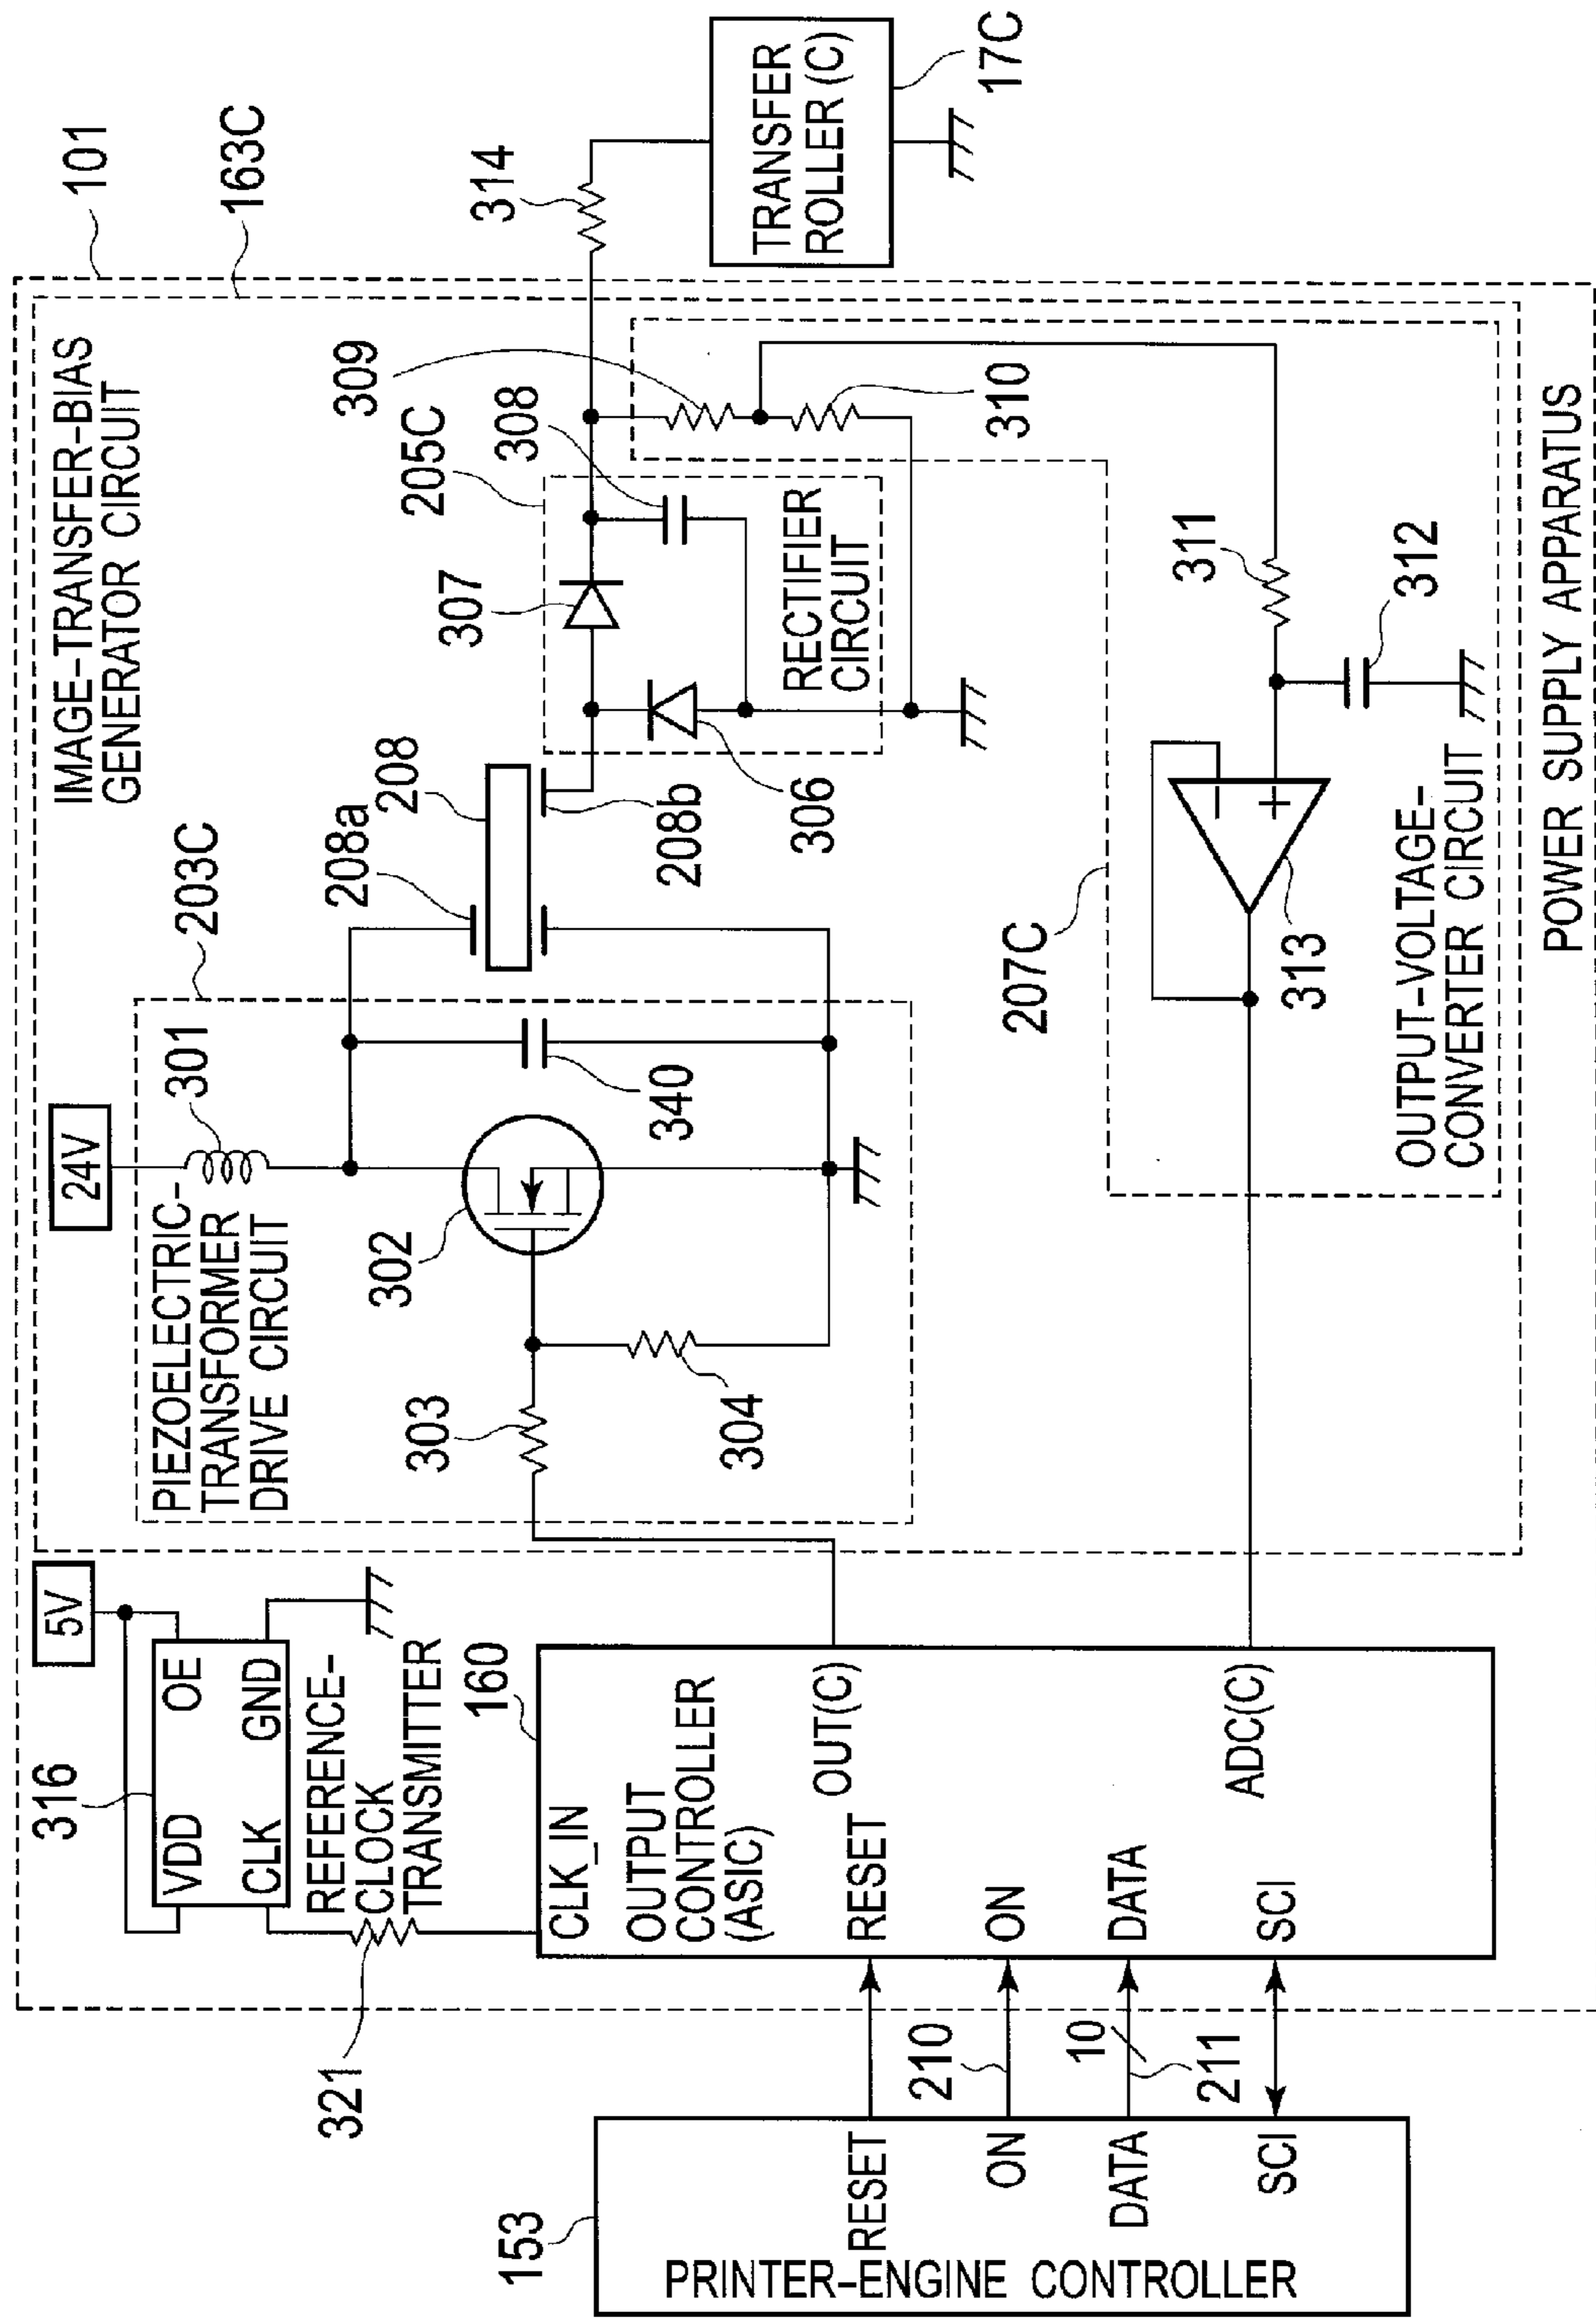 101
163C
IMAGE-TRANSFER-BIAS
GENERATOR CIRCUIT
5V
316
VDD
OE
CLK
GND
REFERENCE-
CLOCK
TRANSMITTER
321
24V
PIEZOELECTRIC-
TRANSFORMER
DRIVE CIRCUIT
301
203C
302
303
304
340
208a
208
208b
205C
307
308
306
RECTIFIER
CIRCUIT
309
310
314
TRANSFER
ROLLER (C)
17C
160
CLK_IN
OUTPUT
CONTROLLER
(ASIC)
OUT(C)
RESET
ON
DATA
SCI
ADC(C)
207C
313
311
312
OUTPUT-VOLTAGE-
CONVERTER CIRCUIT
POWER SUPPLY APPARATUS
153
RESET
ON
DATA
SCI
210
10
211
PRINTER-ENGINE CONTROLLER